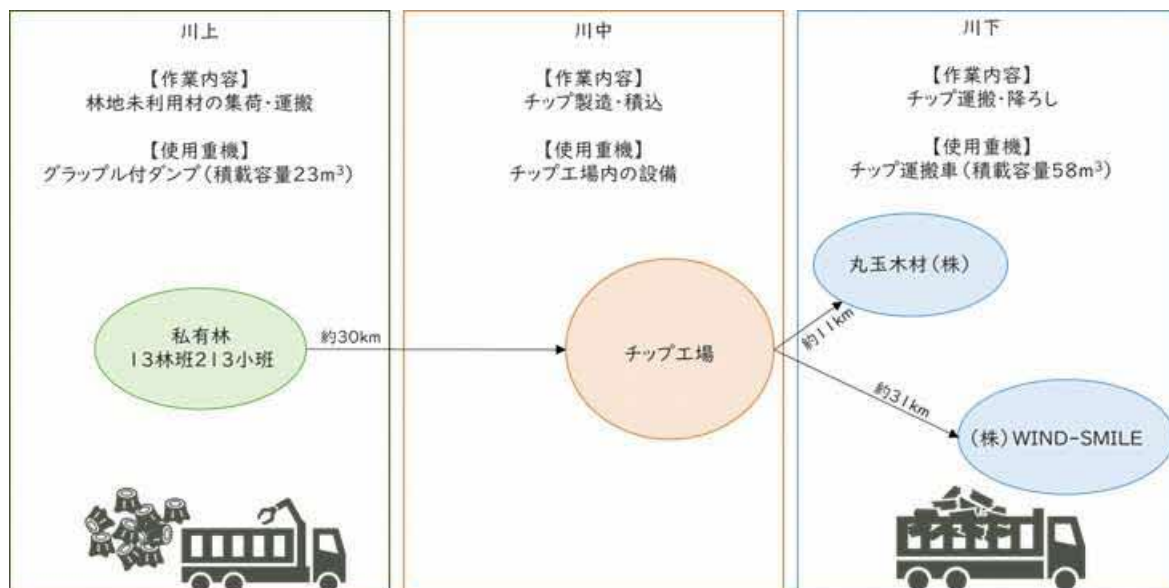 川上
【作業内容】
林地未利用材の集荷・運搬
【使用重機】
グラップル付ダンプ(積載容量23m³)
私有林
13林班213小班
約30km
川中
【作業内容】
チップ製造・積込
【使用重機】
チップ工場内の設備
チップ工場
川下
【作業内容】
チップ運搬・降ろし
【使用重機】
チップ運搬車(積載容量58m³)
丸玉木材(株)
約11km
約31km
(株)WIND-SMILE